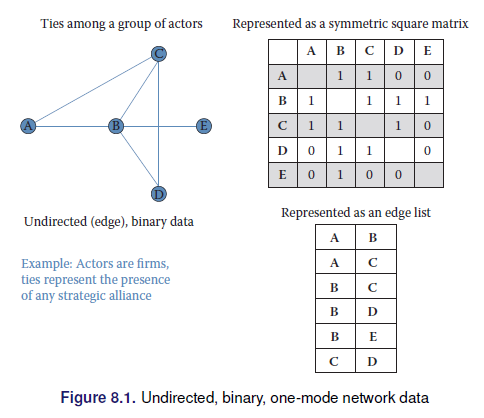 Ties among a group of actors
C
A
B
E
D
Undirected (edge), binary data
Example: Actors are firms,
ties represent the presence
of any strategic alliance
Represented as a symmetric square matrix
A B C D E
A 1 1 0 0
B 1 1 1 1
C 1 1 1 0
D 0 1 1 0
E 0 1 0 0
Represented as an edge list
A B
A C
B C
B D
B E
C D
Figure 8.1. Undirected, binary, one-mode network data